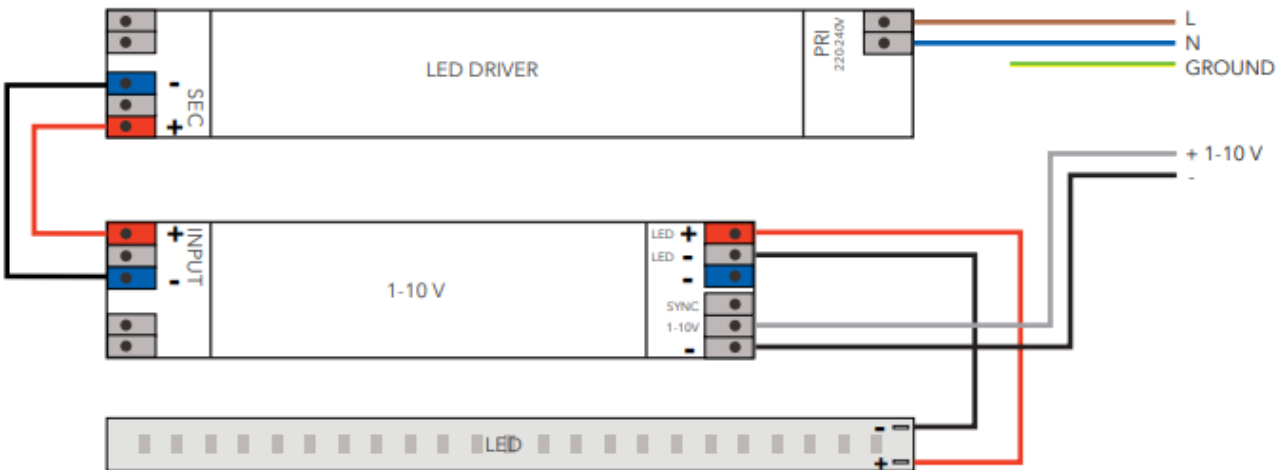 LED DRIVER
PRI
220-240V
L
N
GROUND
-
SEC
+
+ 1-10 V
-
+
INPUT
-
1-10 V
LED +
LED -
-
SYNC
1-10V
-
LED
-
+